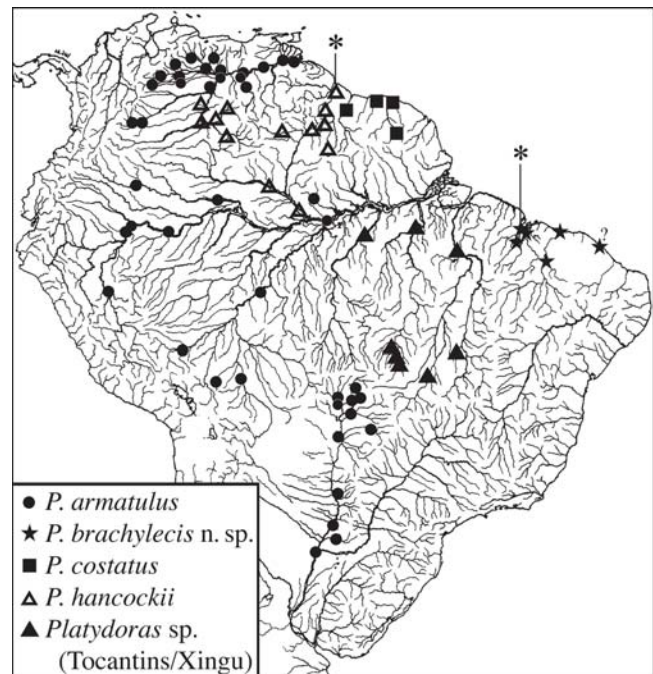 *
*
?
P. armatulus
P. brachylecis n. sp.
P. costatus
P. hancockii
Platydoras sp.
(Tocantins/Xingu)